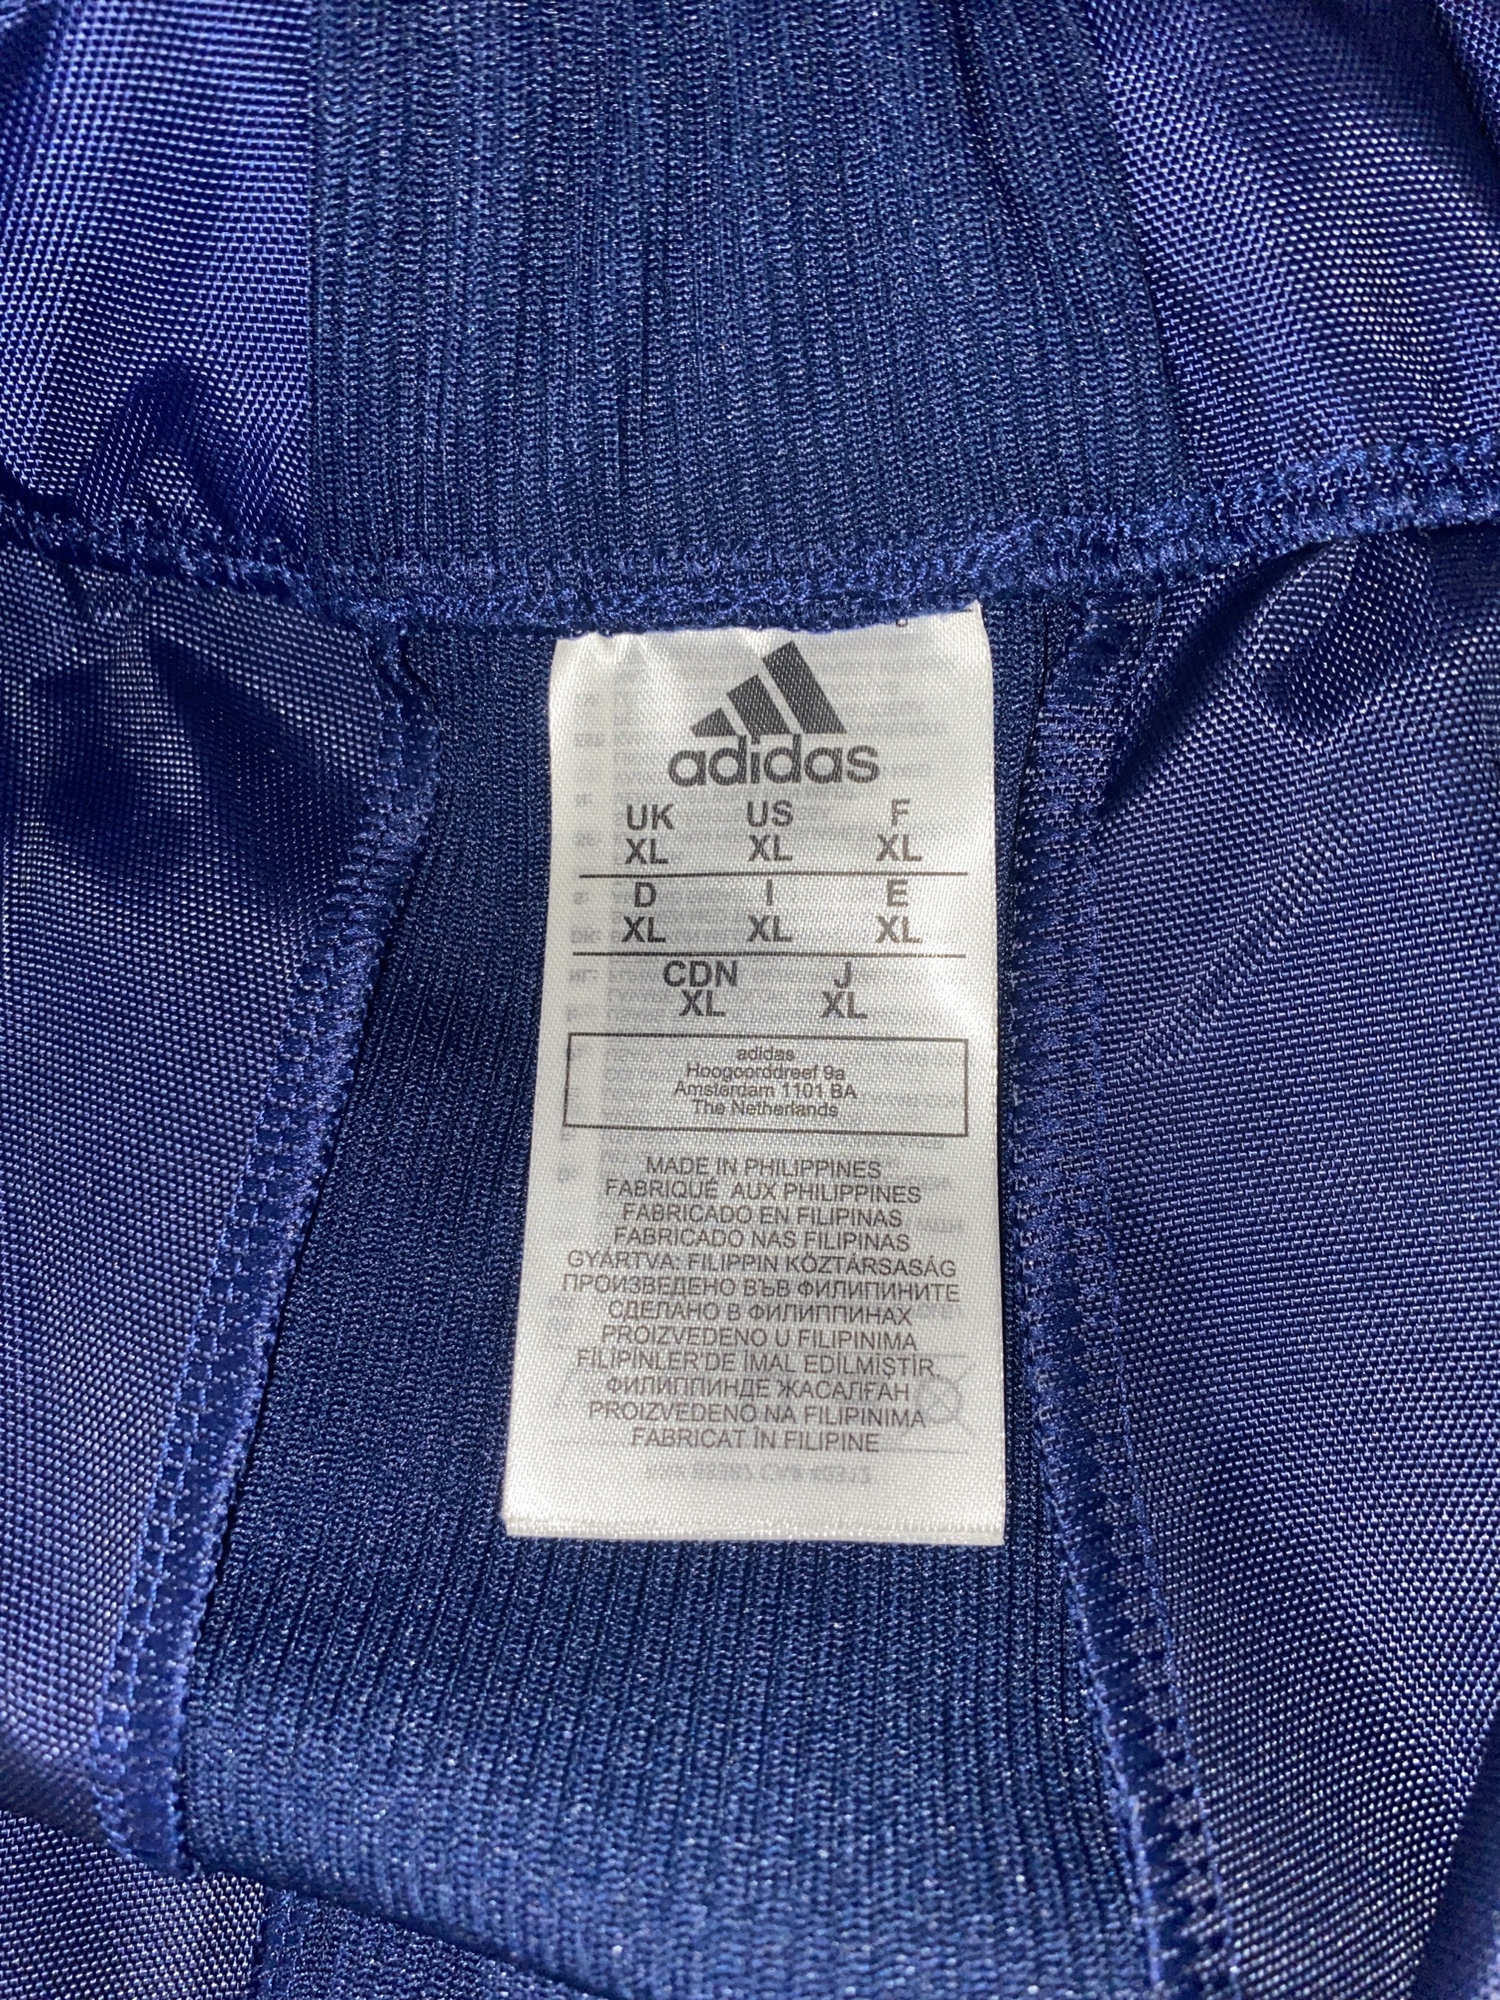 adidas
UK US F
XL XL XL
D I E
XL XL XL
CDN J
XL XL
adidas
Hoogoorddreef 9a
Amsterdam 1101 BA
The Netherlands
MADE IN PHILIPPINES
FABRIQUÉ AUX PHILIPPINES
FABRICADO EN FILIPINAS
FABRICADO NAS FILIPINAS
GYÁRTVA: FILIPPIN KÖZTÁRSASÁG
ПРОИЗВЕДЕНО ВЪВ ФИЛИПИНИТЕ
СДЕЛАНО В ФИЛИППИНАХ
PROIZVEDENO U FILIPINIMA
FİLİPİNLER'DE İMAL EDİLMİŞTİR.
ФИЛИППИНДЕ ЖАСАЛҒАН
PROIZVEDENO NA FILIPINIMA
FABRICAT ÎN FILIPINE